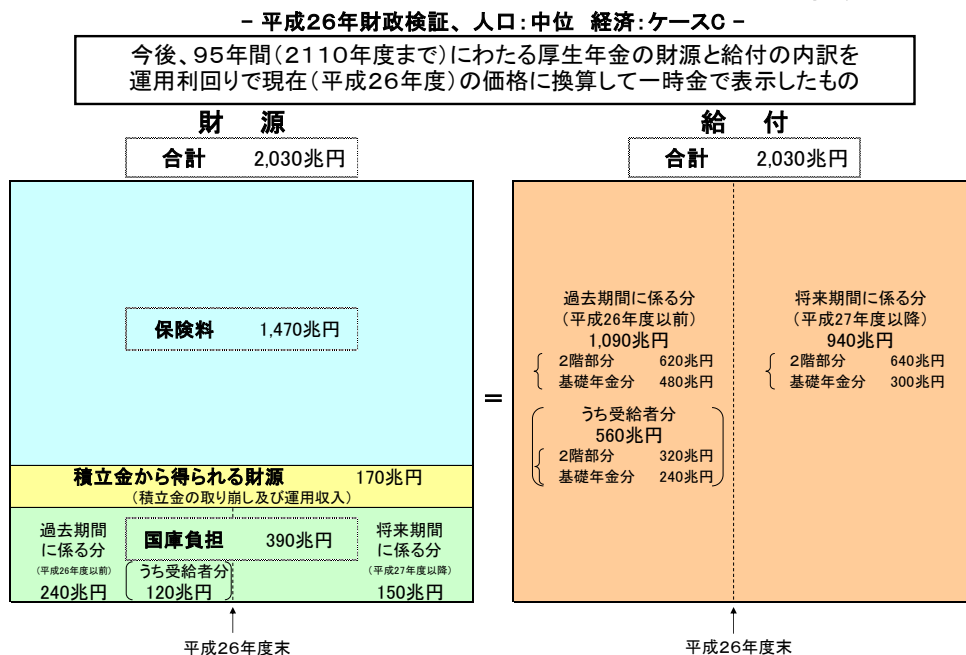 - 平成26年財政検証、人口:中位 経済:ケースC -
今後、95年間(2110年度まで)にわたる厚生年金の財源と給付の内訳を
運用利回りで現在(平成26年度)の価格に換算して一時金で表示したもの
財 源
合計 2,030兆円
保険料 1,470兆円
積立金から得られる財源 170兆円
(積立金の取り崩し及び運用収入)
過去期間
に係る分
(平成26年度以前)
240兆円
国庫負担 390兆円
うち受給者分
120兆円
将来期間
に係る分
(平成27年度以降)
150兆円
平成26年度末
=
給 付
合計 2,030兆円
過去期間に係る分
(平成26年度以前)
1,090兆円
2階部分 620兆円
基礎年金分 480兆円
うち受給者分
560兆円
2階部分 320兆円
基礎年金分 240兆円
将来期間に係る分
(平成27年度以降)
940兆円
2階部分 640兆円
基礎年金分 300兆円
平成26年度末